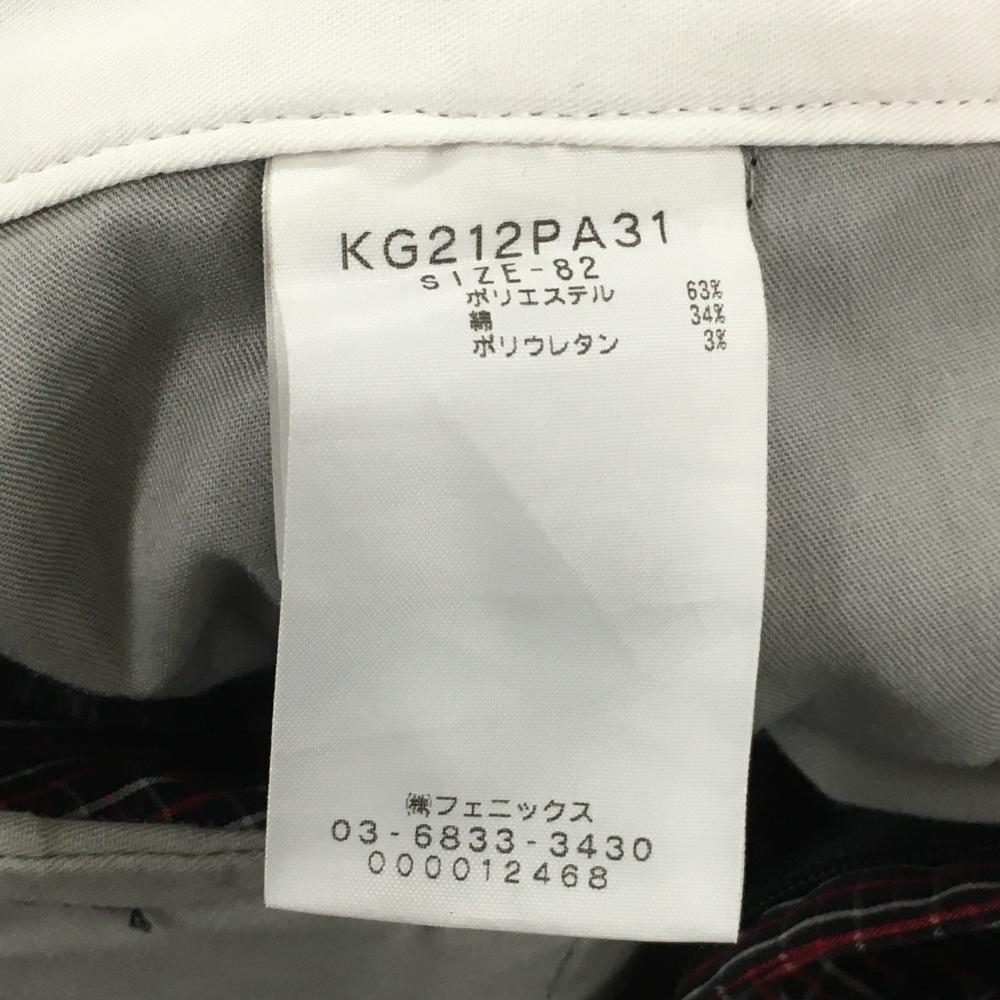 KG212PA31
SIZE-82
ポリエステル 63%
綿 34%
ポリウレタン 3%
㈱フェニックス
03-6833-3430
000012468
4